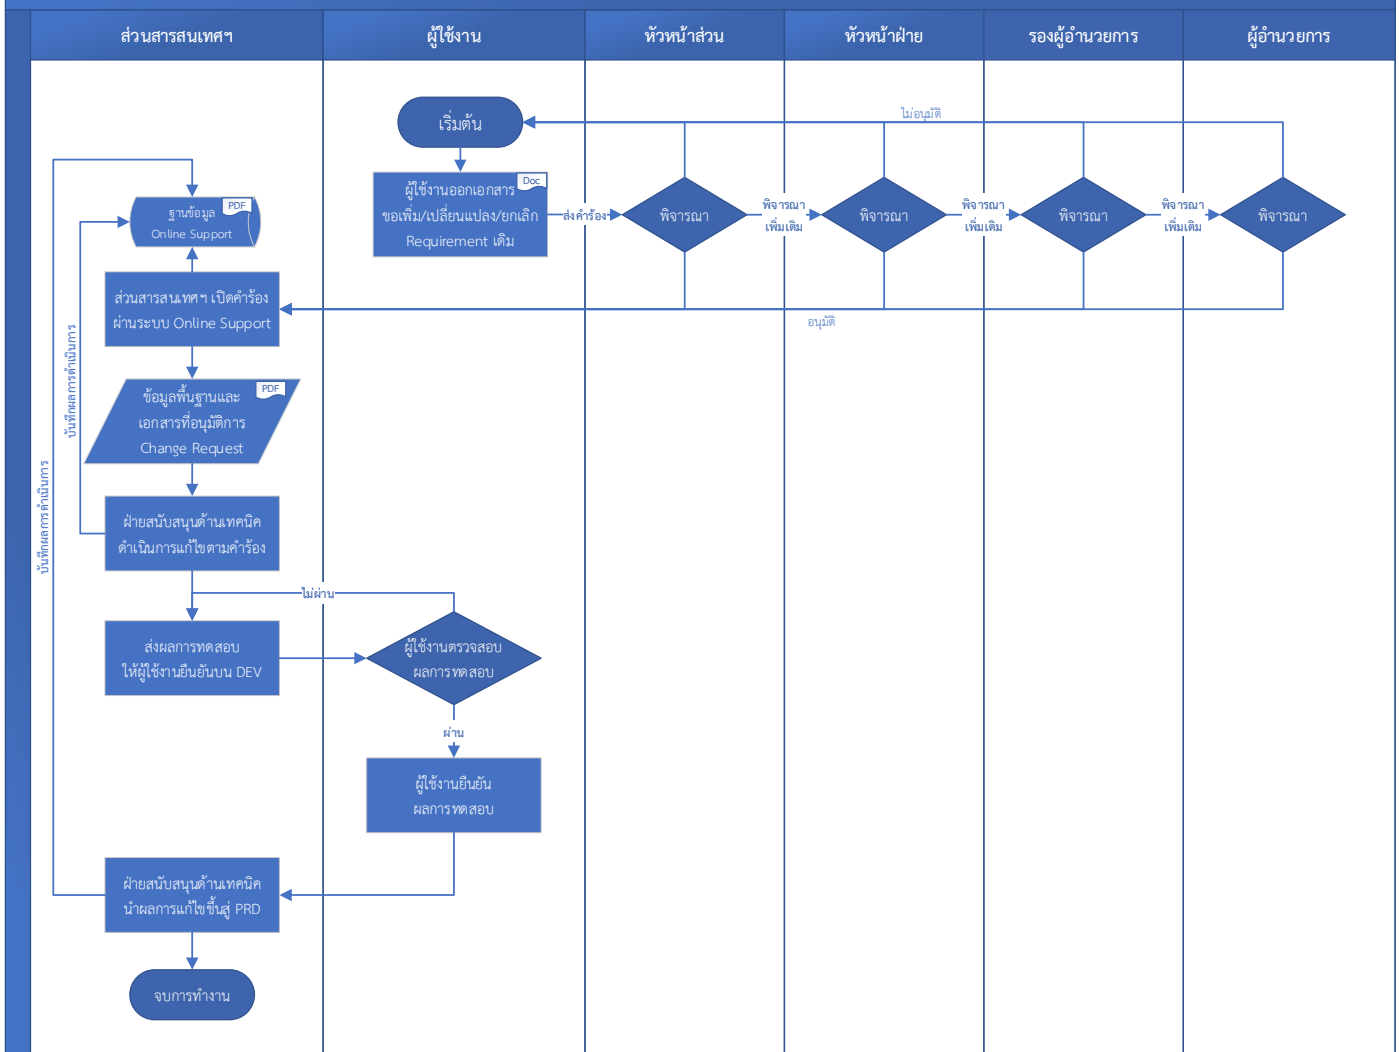 ส่วนสารสนเทศฯ
ผู้ใช้งาน
หัวหน้าส่วน
หัวหน้าฝ่าย
รองผู้อำนวยการ
ผู้อำนวยการ
ไม่อนุมัติ
เริ่มต้น
Doc
ผู้ใช้งานออกเอกสาร
ขอเพิ่ม/เปลี่ยนแปลง/ยกเลิก
Requirement เดิม
ส่งคำร้อง
พิจารณา
พิจารณา
เพิ่มเติม
พิจารณา
พิจารณา
เพิ่มเติม
พิจารณา
พิจารณา
เพิ่มเติม
พิจารณา
อนุมัติ
PDF
ฐานข้อมูล
Online Support
ส่วนสารสนเทศฯ เปิดคำร้อง
ผ่านระบบ Online Support
บันทึกผลการดำเนินการ
PDF
ข้อมูลพื้นฐานและ
เอกสารที่อนุมัติการ
Change Request
บันทึกผลการดำเนินการ
ฝ่ายสนับสนุนด้านเทคนิค
ดำเนินการแก้ไขตามคำร้อง
ไม่ผ่าน
ส่งผลการทดสอบ
ให้ผู้ใช้งานยืนยันบน DEV
ผู้ใช้งานตรวจสอบ
ผลการทดสอบ
ผ่าน
ผู้ใช้งานยืนยัน
ผลการทดสอบ
ฝ่ายสนับสนุนด้านเทคนิค
นำผลการแก้ไขขึ้นสู่ PRD
จบการทำงาน